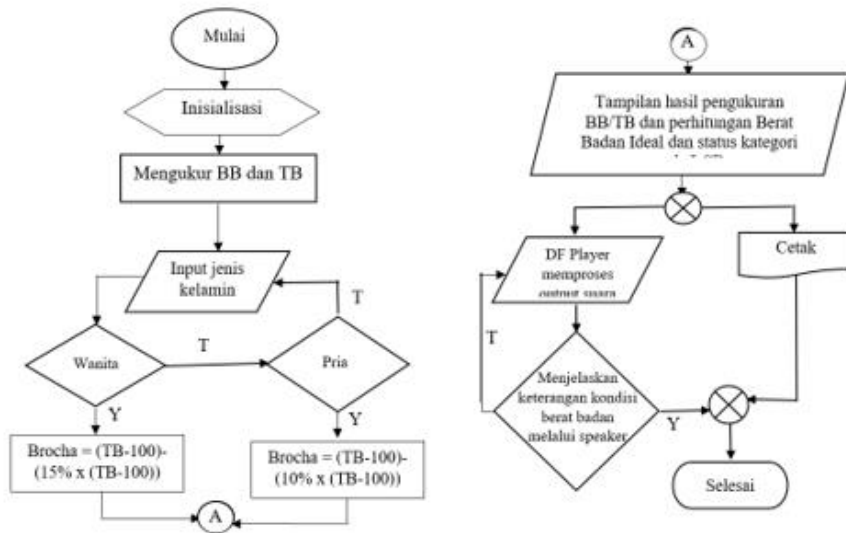 Mulai
Inisialisasi
Mengukur BB dan TB
Input jenis
kelamin
T
Wanita
T
Pria
Y
Y
Brocha = (TB-100)-
(15% x (TB-100))
Brocha = (TB-100)-
(10% x (TB-100))
A
A
Tampilan hasil pengukuran
BB/TB dan perhitungan Berat
Badan Ideal dan status kategori
Cetak
DF Player
memproses
T
Menjelaskan
keterangan kondisi
berat badan
melalui speaker
Y
Selesai